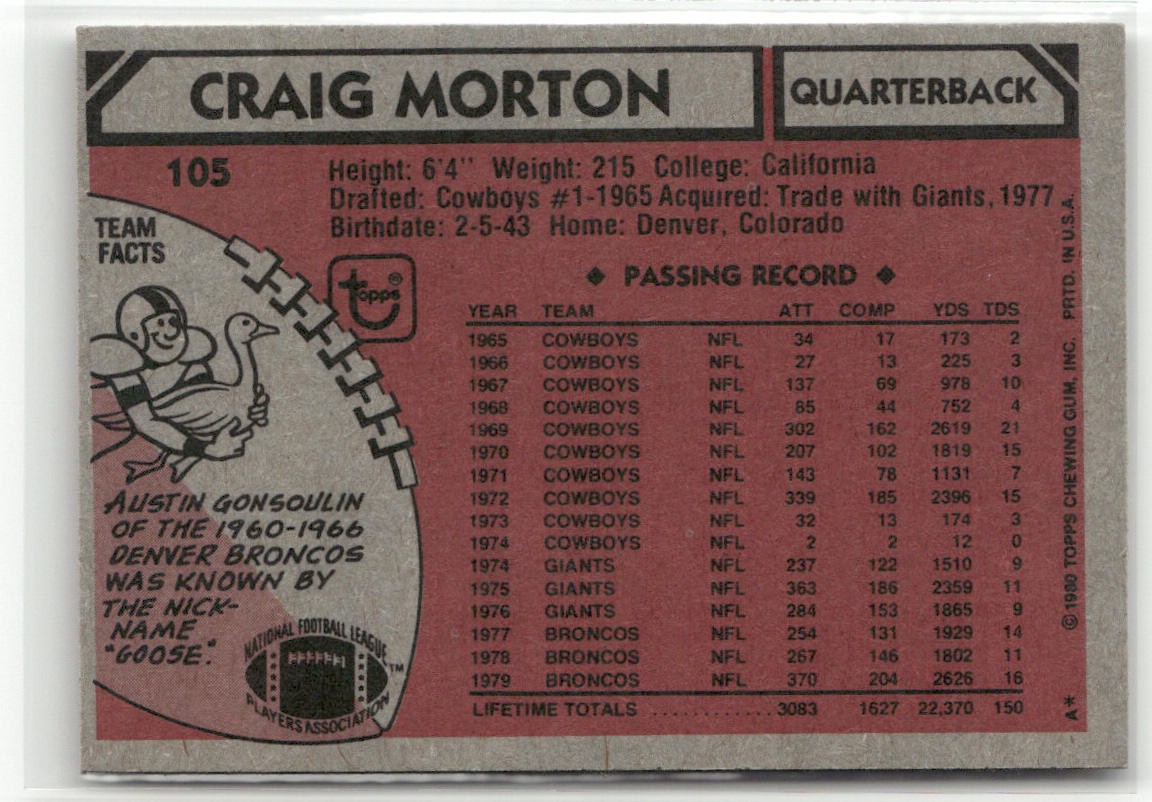 CRAIG MORTON QUARTERBACK
105
Height: 6'4" Weight: 215 College: California
Drafted: Cowboys #1-1965 Acquired: Trade with Giants, 1977
Birthdate: 2-5-43 Home: Denver, Colorado
TEAM
FACTS
topps®
AUSTIN GONSOULIN
OF THE 1960-1966
DENVER BRONCOS
WAS KNOWN BY
THE NICK-
NAME
"GOOSE."
NATIONAL FOOTBALL LEAGUE
PLAYERS ASSOCIATION
™
◆ PASSING RECORD ◆
YEAR TEAM ATT COMP YDS TDS
1965 COWBOYS NFL 34 17 173 2
1966 COWBOYS NFL 27 13 225 3
1967 COWBOYS NFL 137 69 978 10
1968 COWBOYS NFL 85 44 752 4
1969 COWBOYS NFL 302 162 2619 21
1970 COWBOYS NFL 207 102 1819 15
1971 COWBOYS NFL 143 78 1131 7
1972 COWBOYS NFL 339 185 2396 15
1973 COWBOYS NFL 32 13 174 3
1974 COWBOYS NFL 2 2 12 0
1974 GIANTS NFL 237 122 1510 9
1975 GIANTS NFL 363 186 2359 11
1976 GIANTS NFL 284 153 1865 9
1977 BRONCOS NFL 254 131 1929 14
1978 BRONCOS NFL 267 146 1802 11
1979 BRONCOS NFL 370 204 2626 16
LIFETIME TOTALS ............ 3083 1627 22,370 150
A* © 1980 TOPPS CHEWING GUM, INC. PRTD. IN U.S.A.